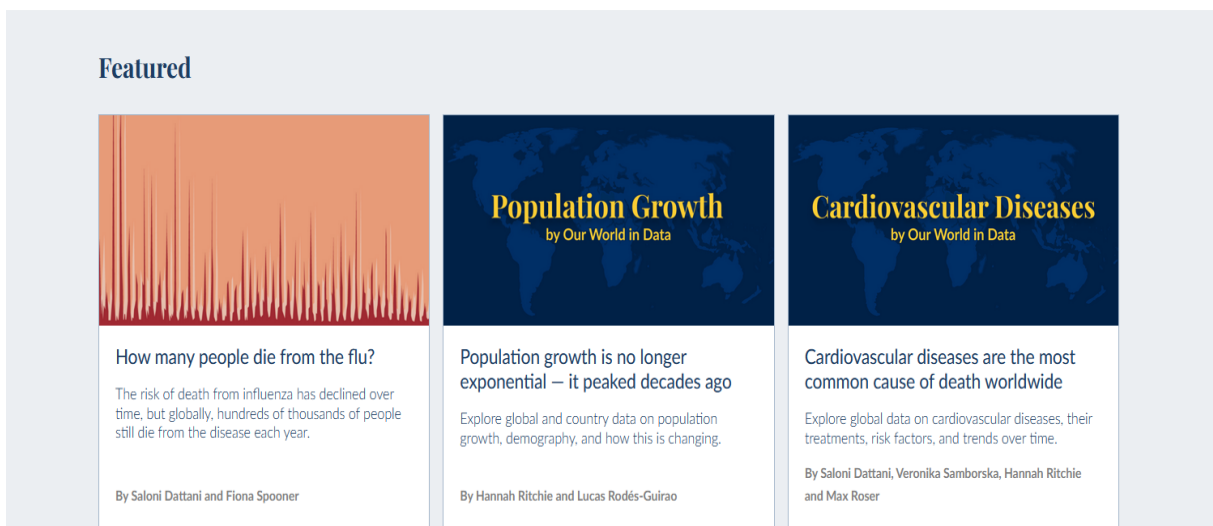 Featured
How many people die from the flu?
The risk of death from influenza has declined over
time, but globally, hundreds of thousands of people
still die from the disease each year.
By Saloni Dattani and Fiona Spooner
Population Growth
by Our World in Data
Population growth is no longer
exponential — it peaked decades ago
Explore global and country data on population
growth, demography, and how this is changing.
By Hannah Ritchie and Lucas Rodés-Guirao
Cardiovascular Diseases
by Our World in Data
Cardiovascular diseases are the most
common cause of death worldwide
Explore global data on cardiovascular diseases, their
treatments, risk factors, and trends over time.
By Saloni Dattani, Veronika Samborska, Hannah Ritchie
and Max Roser